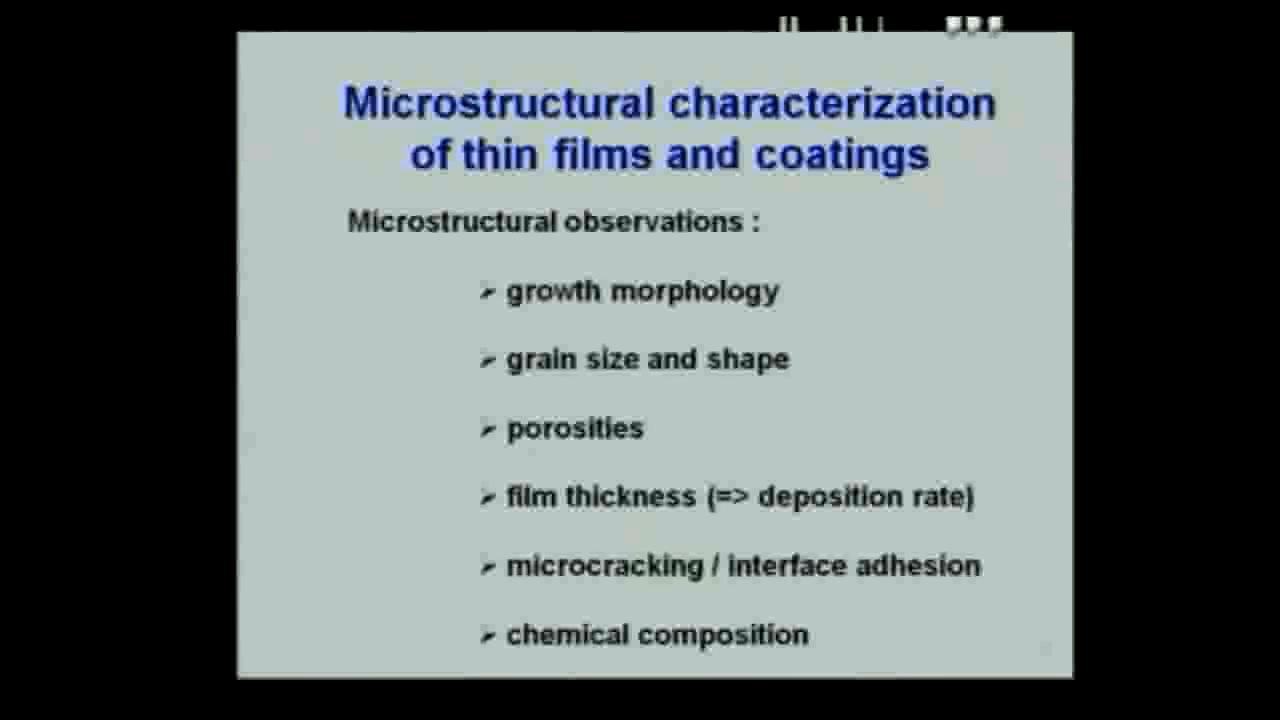 Microstructural characterization
of thin films and coatings
Microstructural observations :
➢ growth morphology
➢ grain size and shape
➢ porosities
➢ film thickness (=> deposition rate)
➢ microcracking / interface adhesion
➢ chemical composition